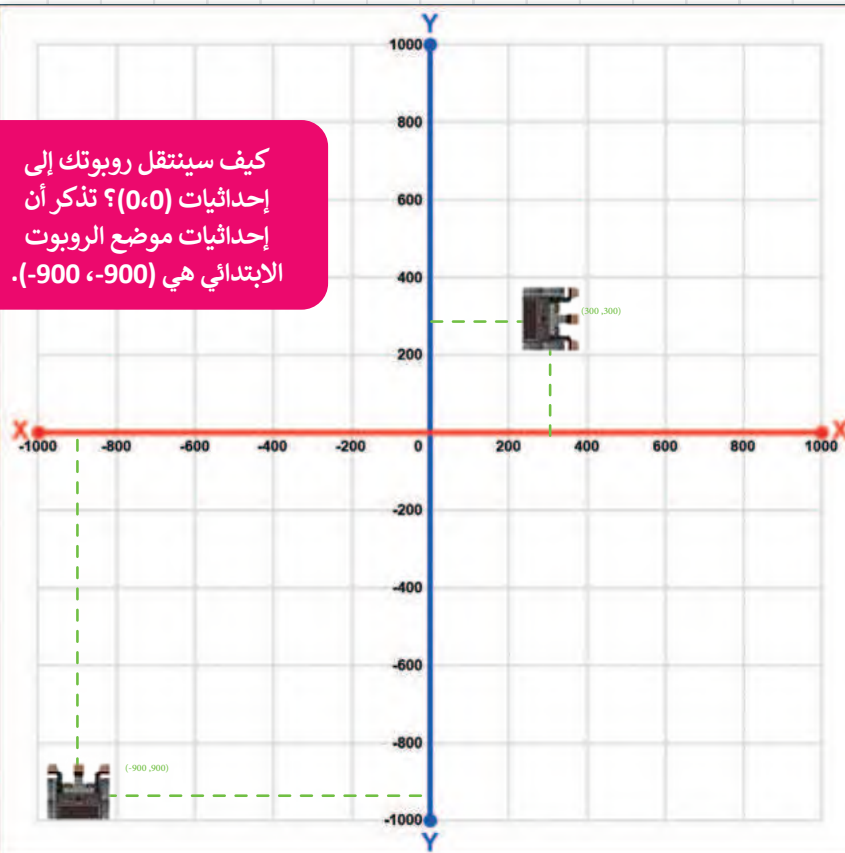 Y
1000
800
كيف سينتقل روبوتك إلى
إحداثيات (0،0)؟ تذكر أن
إحداثيات موضع الروبوت
الابتدائي هي (900-، 900-).
600
400
(300 ,300)
200
X
X
-1000 -800 -600 -400 -200 0 200 400 600 800 1000
-200
-400
-600
-800
(-900 ,900)
-1000
Y